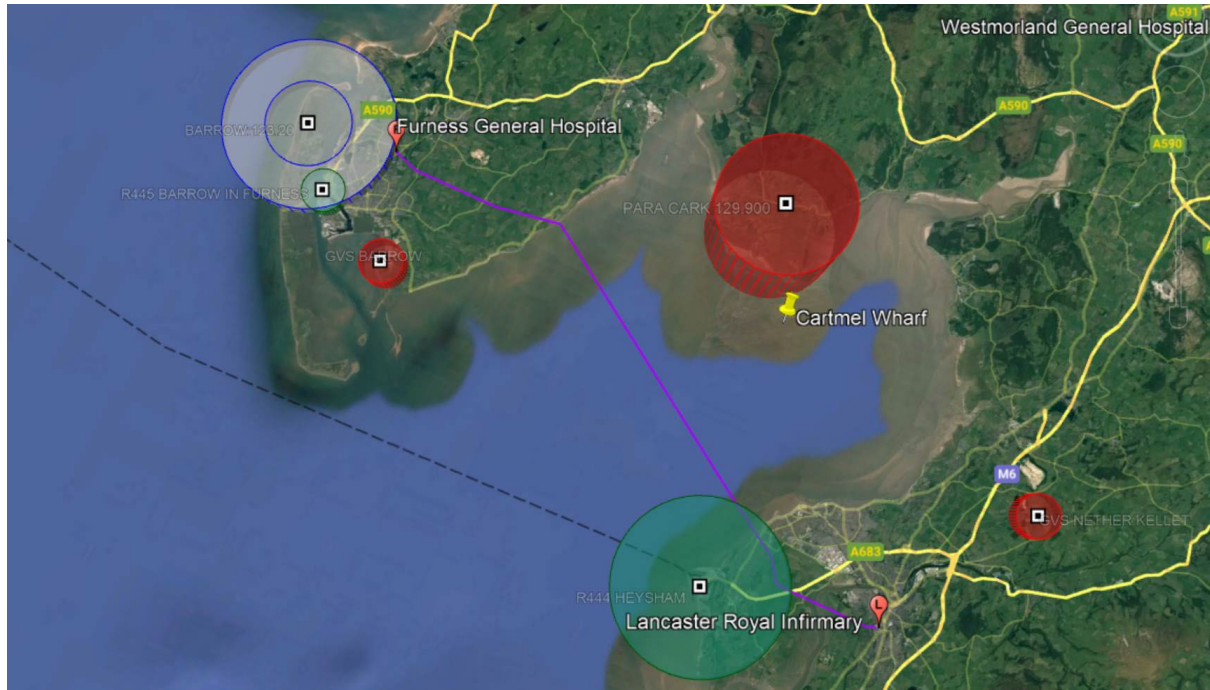 A591
Westmorland General Hospital
A590
A590
A590
BARROW 123.20
Furness General Hospital
A590
R445 BARROW IN FURNESS
PARA CARK 129.900
GVS BARROW
Cartmel Wharf
M6
GVS NETHER KELLET
A683
R444 HEYSHAM
L
Lancaster Royal Infirmary